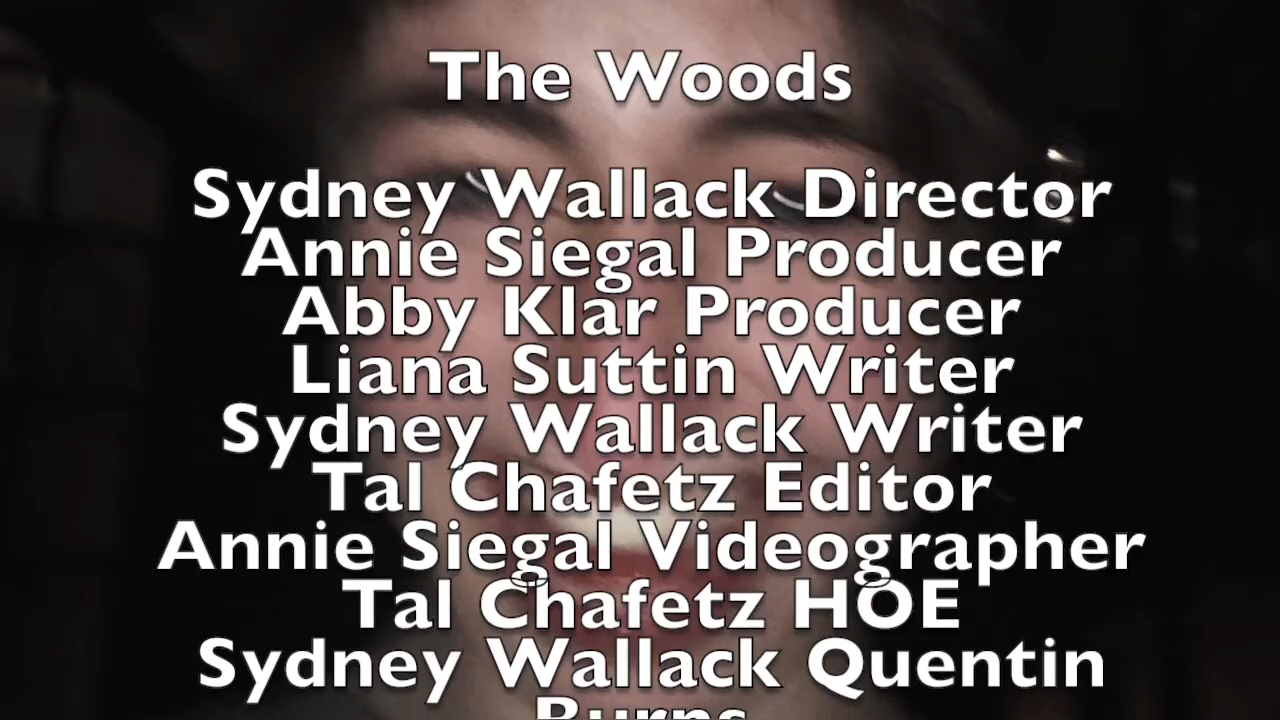 The Woods
Sydney Wallack Director
Annie Siegal Producer
Abby Klar Producer
Liana Suttin Writer
Sydney Wallack Writer
Tal Chafetz Editor
Annie Siegal Videographer
Tal Chafetz HOE
Sydney Wallack Quentin
Burns